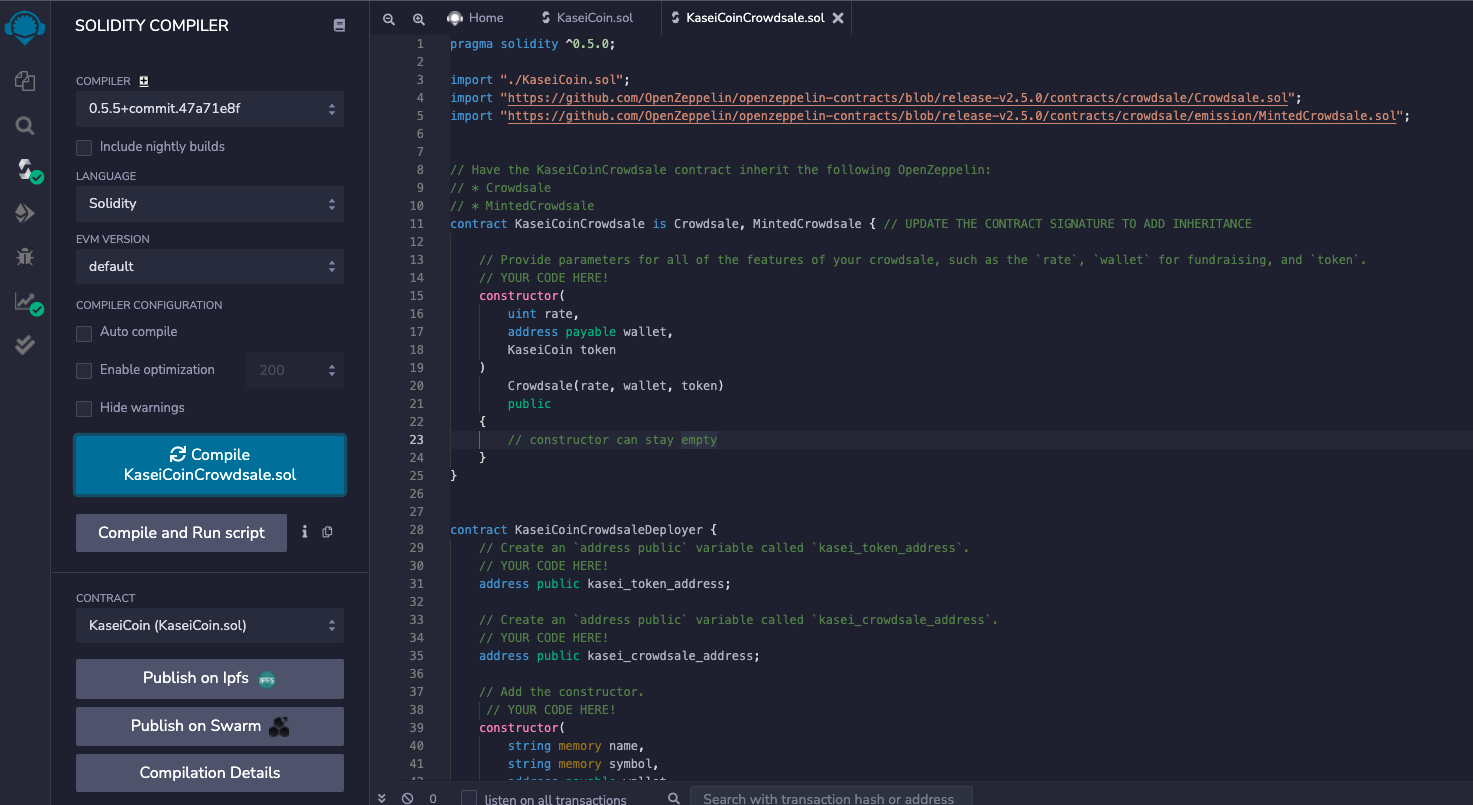 SOLIDITY COMPILER
COMPILER
0.5.5+commit.47a71e8f
Include nightly builds
LANGUAGE
Solidity
EVM VERSION
default
COMPILER CONFIGURATION
Auto compile
Enable optimization
200
Hide warnings
Compile
KaseiCoinCrowdsale.sol
Compile and Run script
CONTRACT
KaseiCoin (KaseiCoin.sol)
Publish on Ipfs
IPFS
Publish on Swarm
Compilation Details
Home
KaseiCoin.sol
KaseiCoinCrowdsale.sol
1 pragma solidity ^0.5.0;
2
3 import "./KaseiCoin.sol";
4 import "https://github.com/OpenZeppelin/openzeppelin-contracts/blob/release-v2.5.0/contracts/crowdsale/Crowdsale.sol";
5 import "https://github.com/OpenZeppelin/openzeppelin-contracts/blob/release-v2.5.0/contracts/crowdsale/emission/MintedCrowdsale.sol";
6
7
8 // Have the KaseiCoinCrowdsale contract inherit the following OpenZeppelin:
9 // * Crowdsale
10 // * MintedCrowdsale
11 contract KaseiCoinCrowdsale is Crowdsale, MintedCrowdsale { // UPDATE THE CONTRACT SIGNATURE TO ADD INHERITANCE
12
13 // Provide parameters for all of the features of your crowdsale, such as the `rate`, `wallet` for fundraising, and `token`.
14 // YOUR CODE HERE!
15 constructor(
16 uint rate,
17 address payable wallet,
18 KaseiCoin token
19 )
20 Crowdsale(rate, wallet, token)
21 public
22 {
23 // constructor can stay empty
24 }
25 }
26
27
28 contract KaseiCoinCrowdsaleDeployer {
29 // Create an `address public` variable called `kasei_token_address`.
30 // YOUR CODE HERE!
31 address public kasei_token_address;
32
33 // Create an `address public` variable called `kasei_crowdsale_address`.
34 // YOUR CODE HERE!
35 address public kasei_crowdsale_address;
36
37 // Add the constructor.
38 // YOUR CODE HERE!
39 constructor(
40 string memory name,
41 string memory symbol,
42 address payable wallet
0
listen on all transactions
Search with transaction hash or address